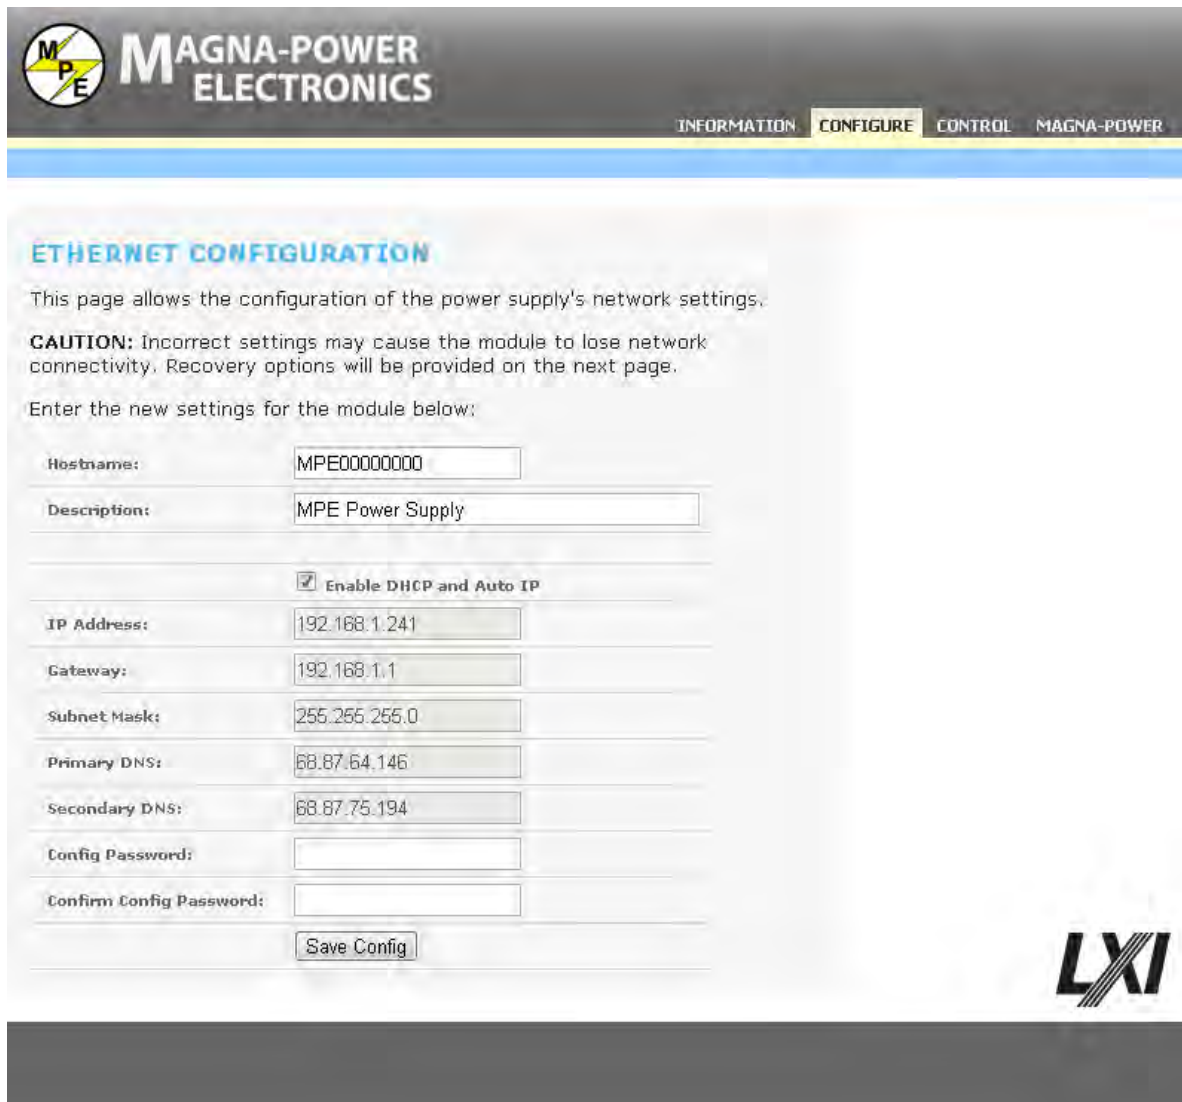 MPE
MAGNA-POWER
ELECTRONICS
INFORMATION CONFIGURE CONTROL MAGNA-POWER
ETHERNET CONFIGURATION
This page allows the configuration of the power supply's network settings.
CAUTION: Incorrect settings may cause the module to lose network
connectivity. Recovery options will be provided on the next page.
Enter the new settings for the module below:
Hostname: MPE00000000
Description: MPE Power Supply
Enable DHCP and Auto IP
IP Address: 192.168.1.241
Gateway: 192.168.1.1
Subnet Mask: 255.255.255.0
Primary DNS: 68.87.64.146
Secondary DNS: 68.87.75.194
Config Password:
Confirm Config Password:
Save Config
LXI